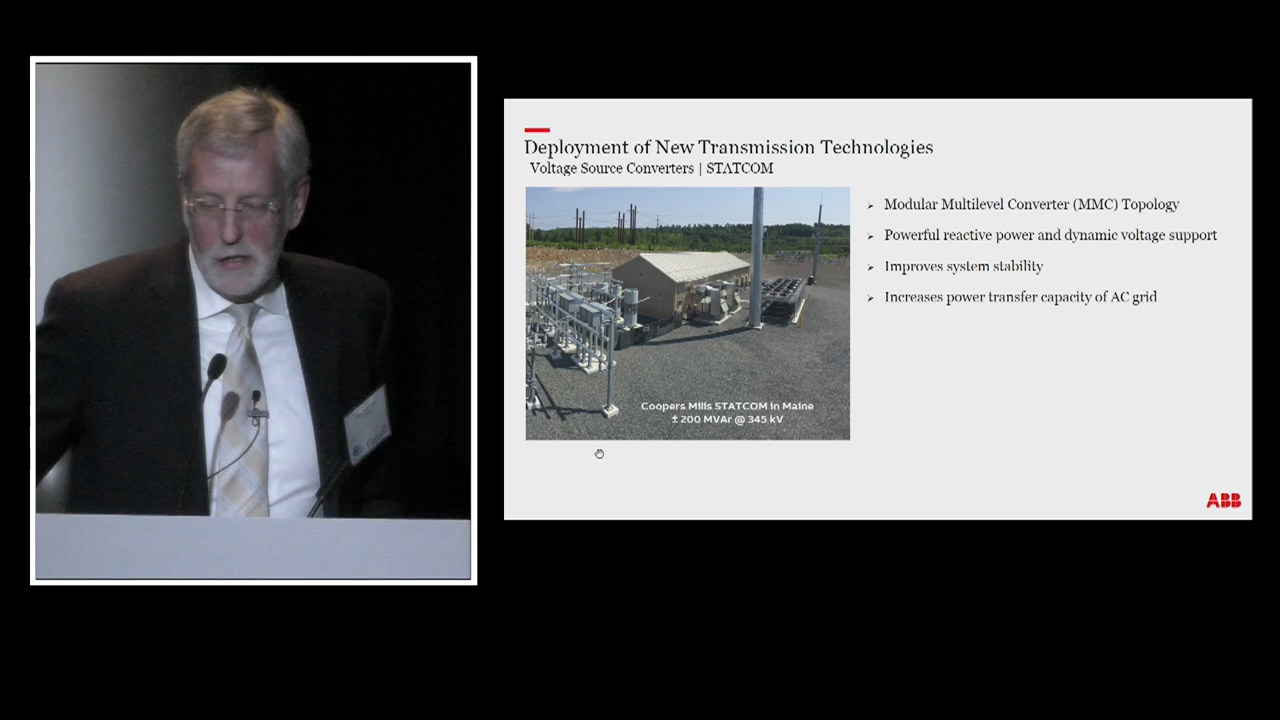 Deployment of New Transmission Technologies
Voltage Source Converters | STATCOM
Modular Multilevel Converter (MMC) Topology
Powerful reactive power and dynamic voltage support
Improves system stability
Increases power transfer capacity of AC grid
Coopers Mills STATCOM in Maine
± 200 MVAr @ 345 kV
ABB